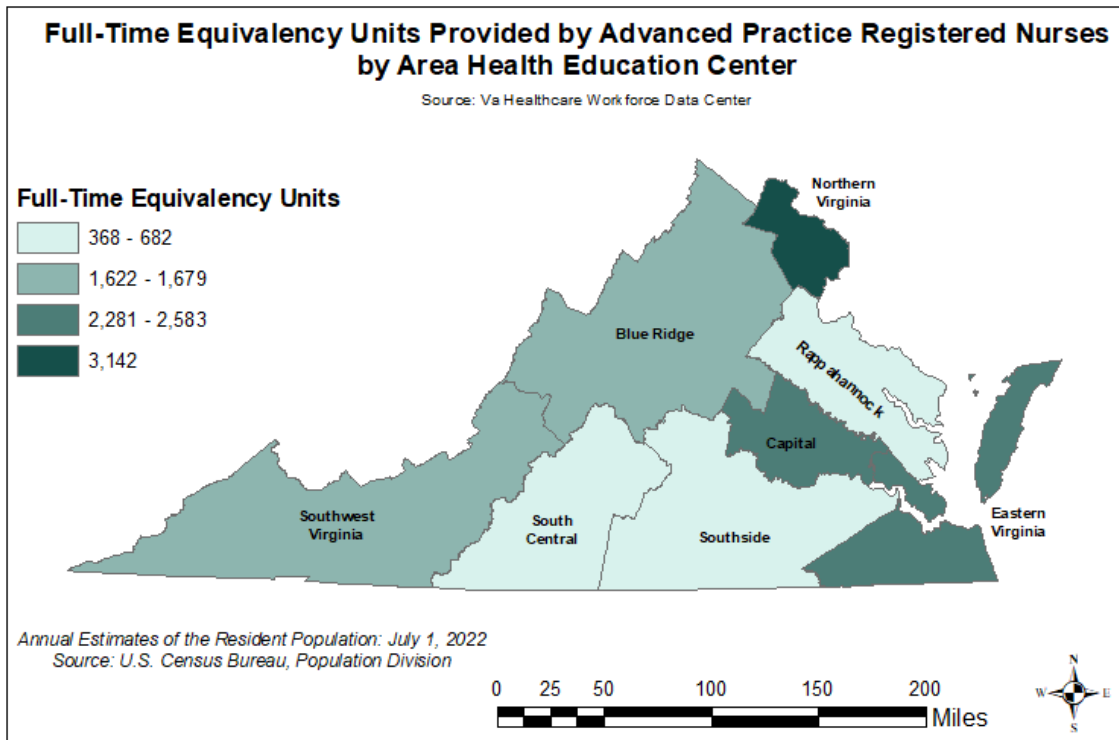 Full-Time Equivalency Units Provided by Advanced Practice Registered Nurses
by Area Health Education Center
Source: Va Healthcare Workforce Data Center
Full-Time Equivalency Units
368 - 682
1,622 - 1,679
2,281 - 2,583
3,142
Northern
Virginia
Blue Ridge
Rappahannock
Capital
Eastern
Virginia
Southwest
Virginia
South
Central
Southside
Annual Estimates of the Resident Population: July 1, 2022
Source: U.S. Census Bureau, Population Division
0 25 50 100 150 200
Miles
N
W E
S